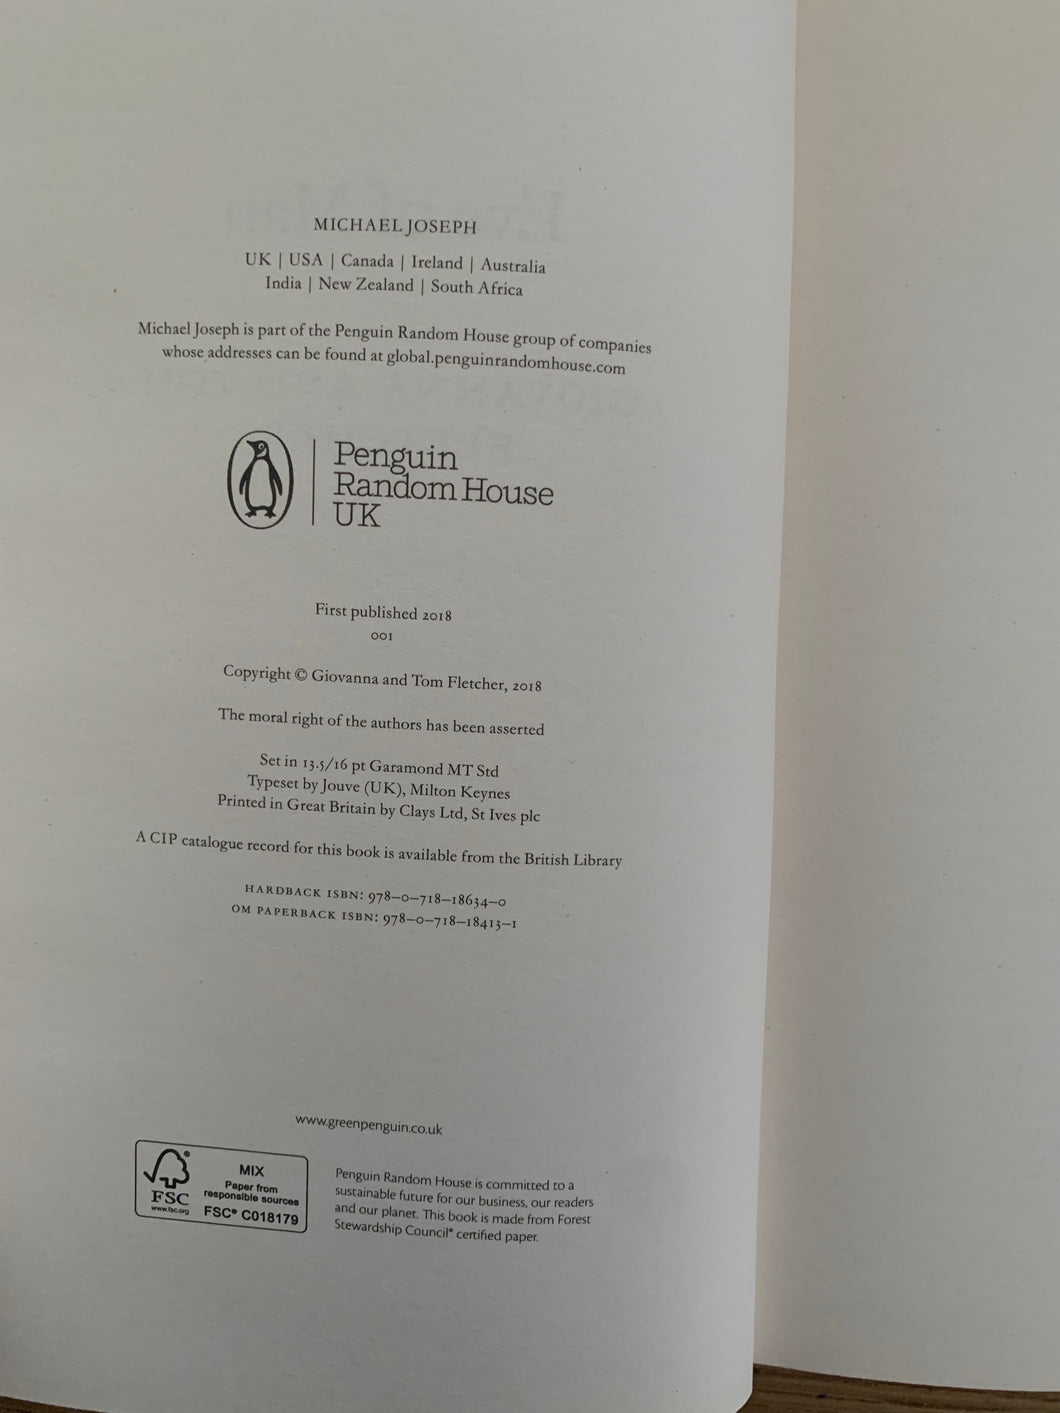 MICHAEL JOSEPH
UK | USA | Canada | Ireland | Australia
India | New Zealand | South Africa
Michael Joseph is part of the Penguin Random House group of companies
whose addresses can be found at global.penguinrandomhouse.com
Penguin
Random House
UK
First published 2018
001
Copyright © Giovanna and Tom Fletcher, 2018
The moral right of the authors has been asserted
Set in 13.5/16 pt Garamond MT Std
Typeset by Jouve (UK), Milton Keynes
Printed in Great Britain by Clays Ltd, St Ives plc
A CIP catalogue record for this book is available from the British Library
HARDBACK ISBN: 978–0–718–18634–0
OM PAPERBACK ISBN: 978–0–718–18413–1
www.greenpenguin.co.uk
MIX
Paper from
responsible sources
FSC® C018179
FSC
www.fsc.org
Penguin Random House is committed to a
sustainable future for our business, our readers
and our planet. This book is made from Forest
Stewardship Council® certified paper.